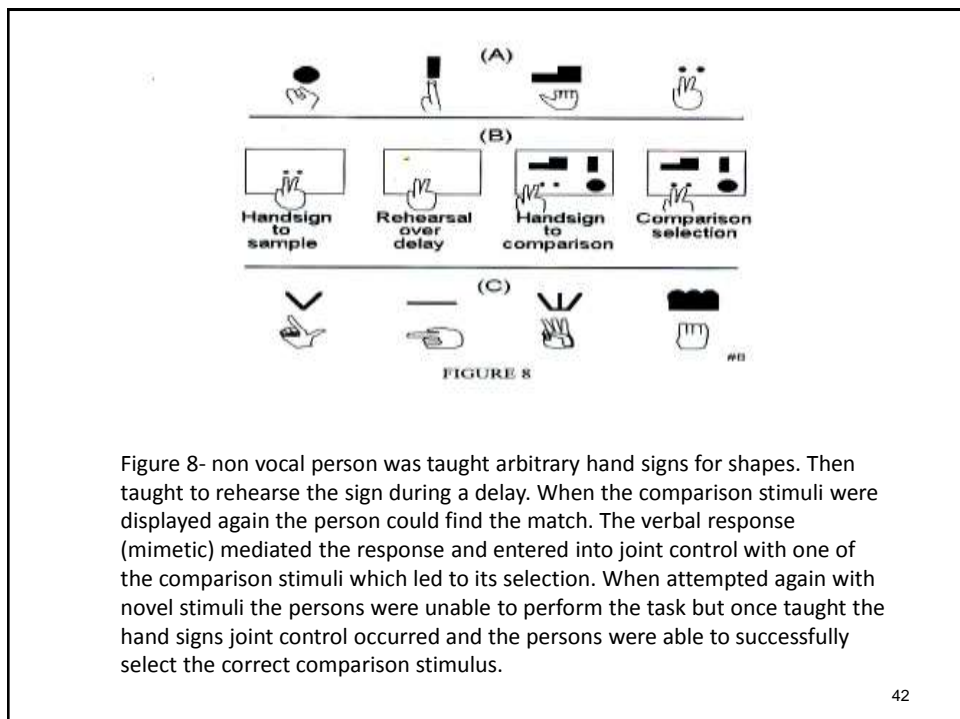 (A)
(B)
Handsign to sample
Rehearsal over delay
Handsign to comparison
Comparison selection
(C)
FIGURE 8
Figure 8- non vocal person was taught arbitrary hand signs for shapes. Then
taught to rehearse the sign during a delay. When the comparison stimuli were
displayed again the person could find the match. The verbal response
(mimetic) mediated the response and entered into joint control with one of
the comparison stimuli which led to its selection. When attempted again with
novel stimuli the persons were unable to perform the task but once taught the
hand signs joint control occurred and the persons were able to successfully
select the correct comparison stimulus.
42